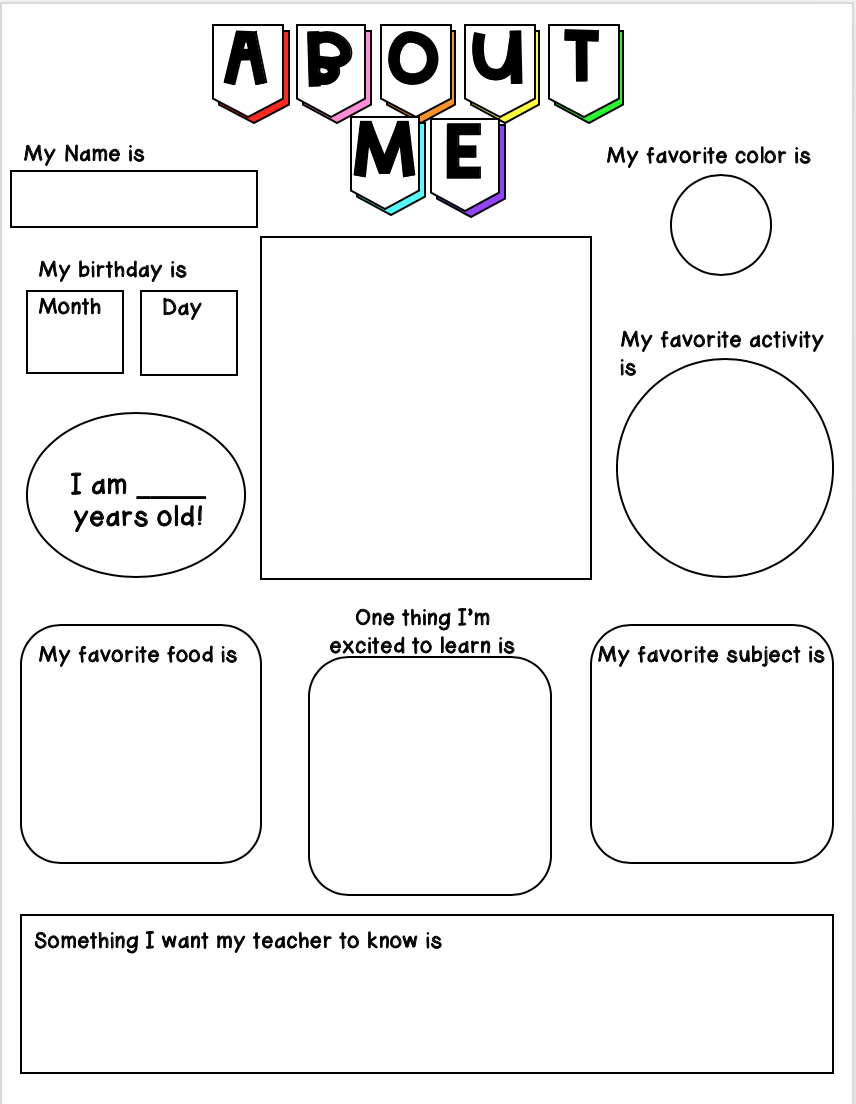 ABOUT
ME
My Name is
My favorite color is
My birthday is
Month
Day
My favorite activity
is
I am ____
years old!
One thing I'm
excited to learn is
My favorite food is
My favorite subject is
Something I want my teacher to know is